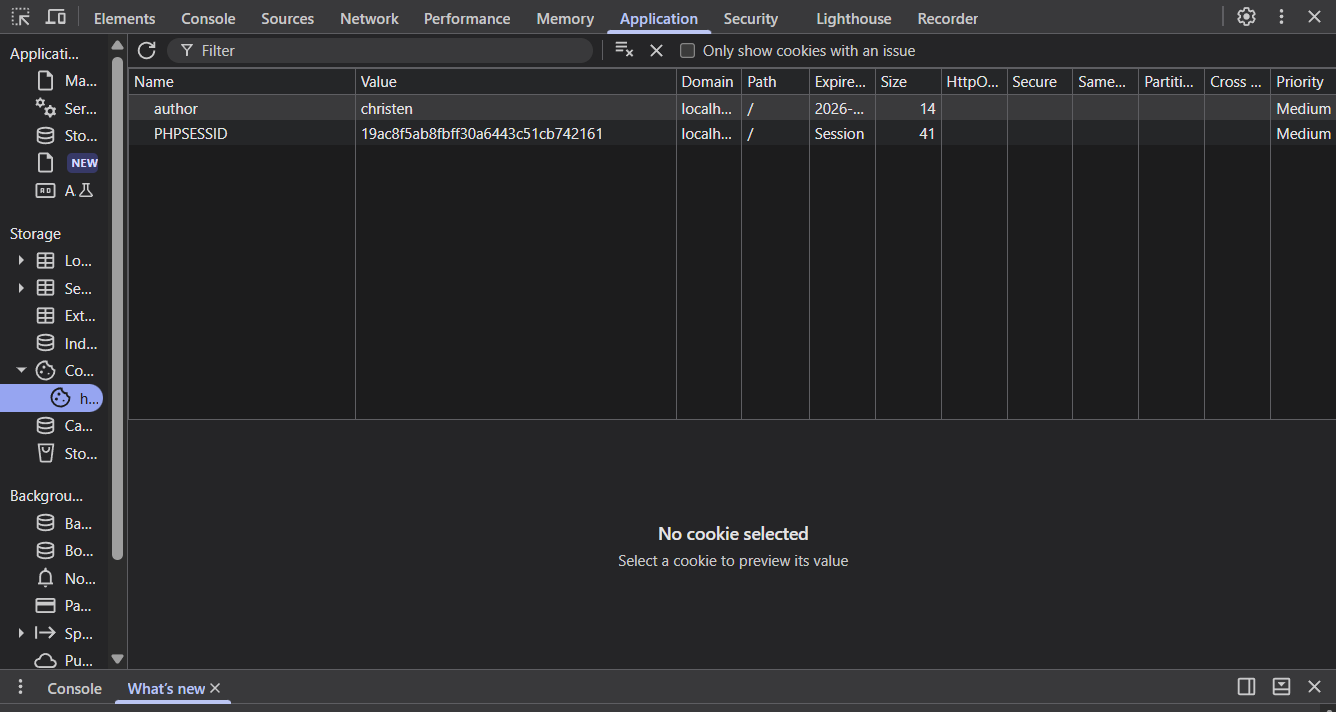 Elements Console Sources Network Performance Memory Application Security Lighthouse Recorder
Applicati...
Ma...
Ser...
Sto...
NEW
A
Storage
Lo...
Se...
Ext...
Ind...
Co...
h...
Ca...
Sto...
Backgrou...
Ba...
Bo...
No...
Pa...
Sp...
Pu...
Filter Only show cookies with an issue
Name Value Domain Path Expire... Size HttpO... Secure Same... Partiti... Cross ... Priority
author christen localh... / 2026-... 14 Medium
PHPSESSID 19ac8f5ab8fbff30a6443c51cb742161 localh... / Session 41 Medium
No cookie selected
Select a cookie to preview its value
Console What's new